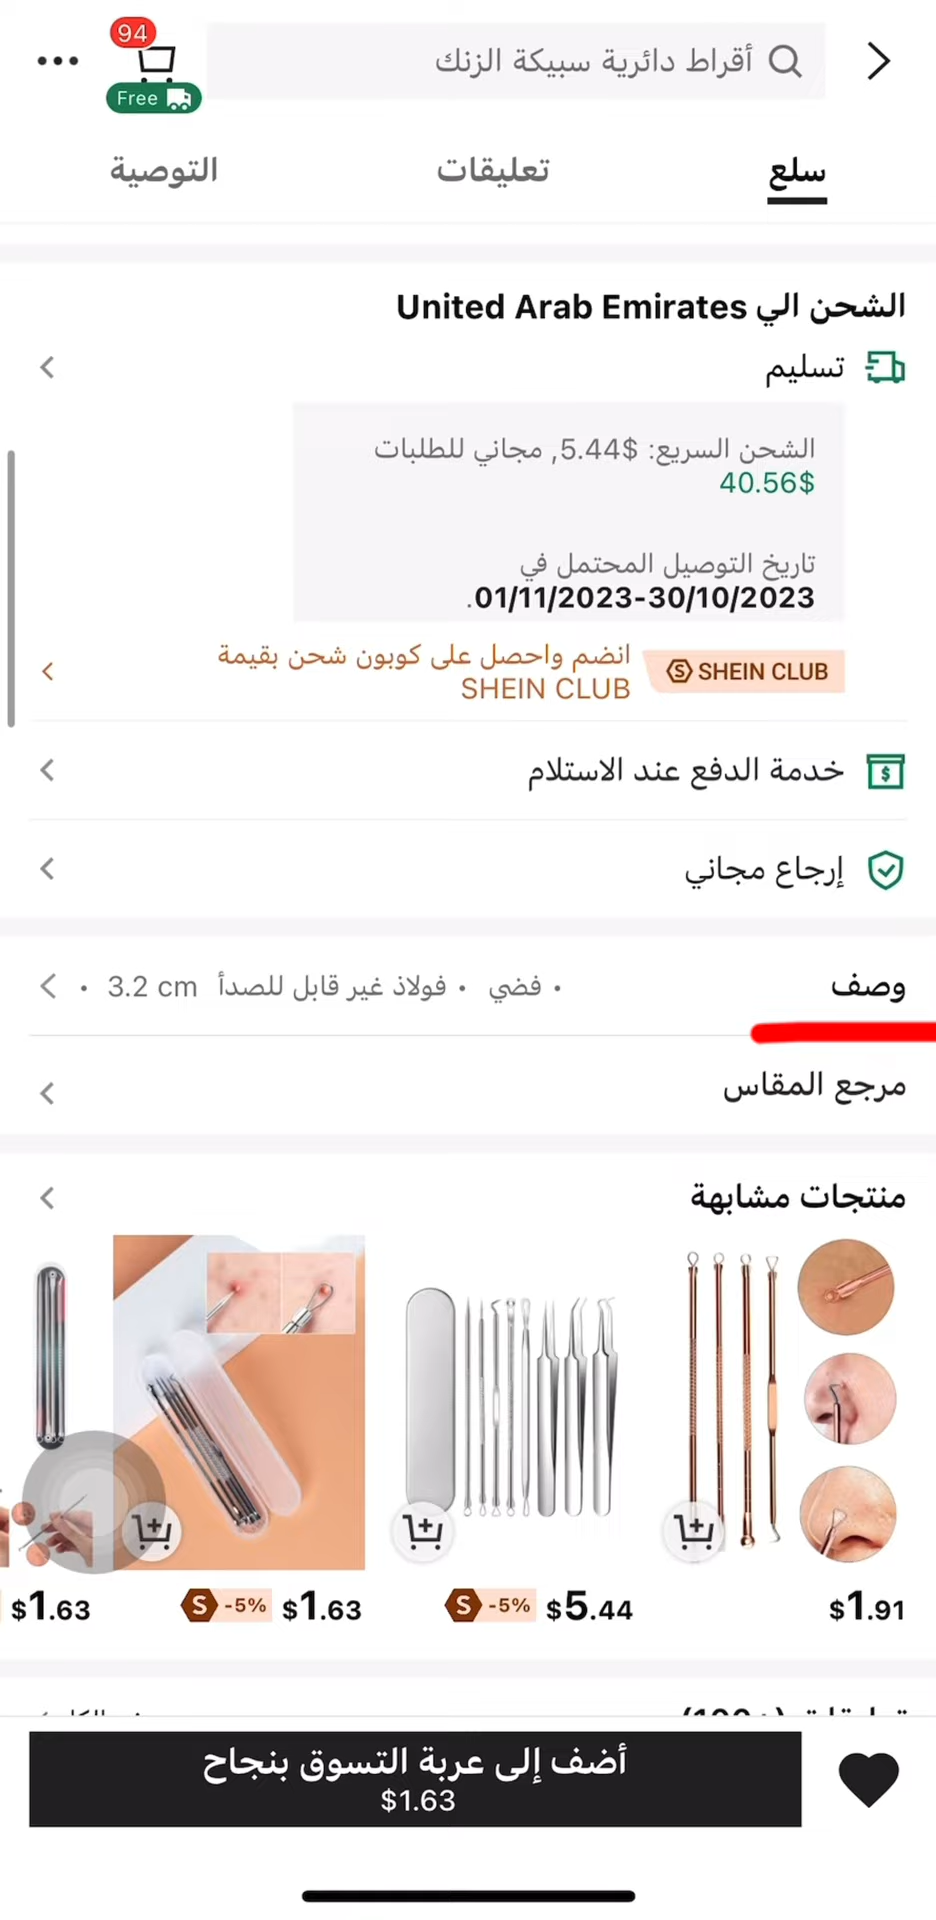 94
Free
أقراط دائرية سبيكة الزنك
سلع
تعليقات
التوصية
الشحن الي United Arab Emirates
تسليم
الشحن السريع: $5.44, مجاني للطلبات
40.56$
تاريخ التوصيل المحتمل في
01/11/2023-30/10/2023.
SHEIN CLUB
انضم واحصل على كوبون شحن بقيمة
SHEIN CLUB
خدمة الدفع عند الاستلام
إرجاع مجاني
وصف
• فضي • فولاذ غير قابل للصدأ 3.2 cm •
مرجع المقاس
منتجات مشابهة
$1.91
$5.44
S -5%
$1.63
S -5%
$1.63
أضف إلى عربة التسوق بنجاح
$1.63